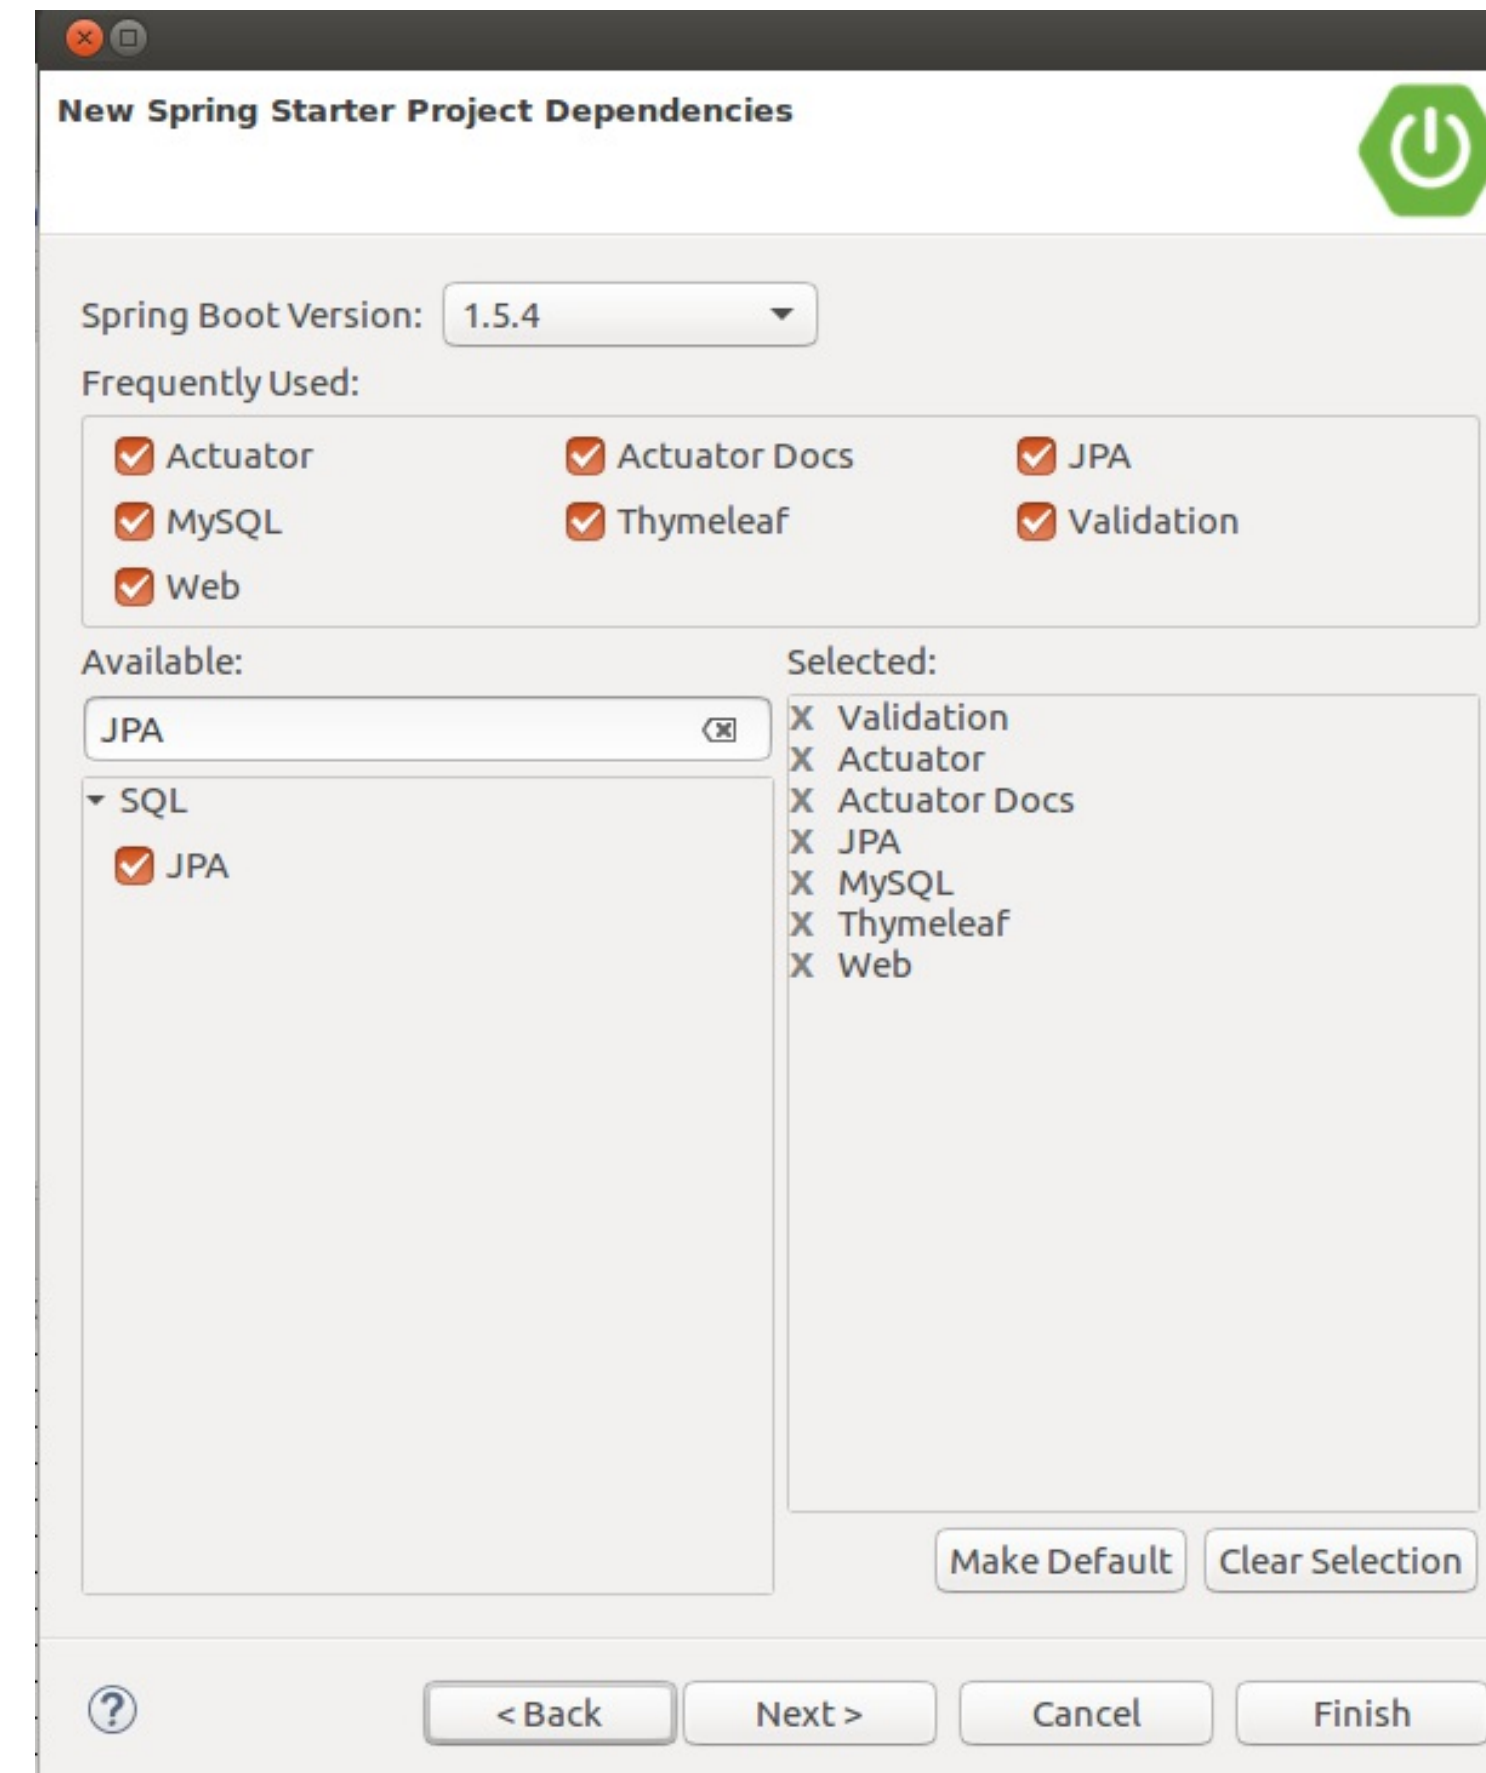 New Spring Starter Project Dependencies
Spring Boot Version: 1.5.4
Frequently Used:
Actuator Actuator Docs JPA
MySQL Thymeleaf Validation
Web
Available: Selected:
JPA
SQL
JPA
X Validation
X Actuator
X Actuator Docs
X JPA
X MySQL
X Thymeleaf
X Web
Make Default Clear Selection
? < Back Next > Cancel Finish